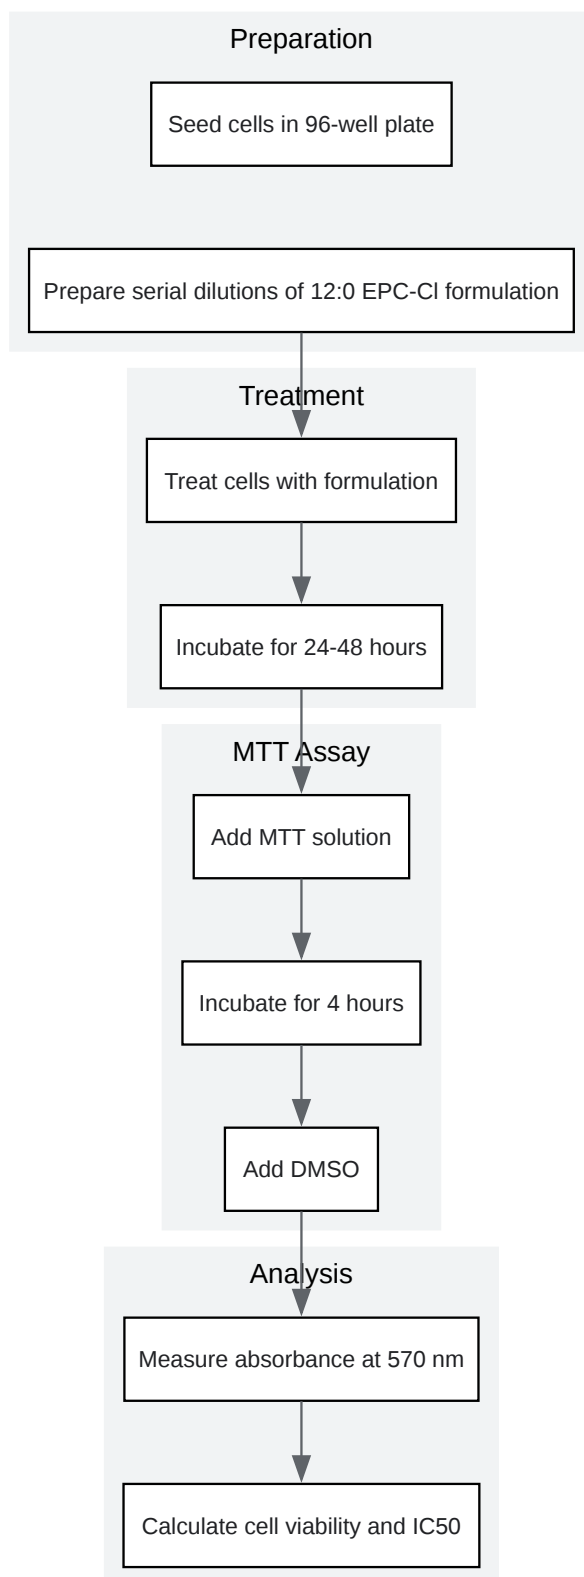 Preparation
Seed cells in 96-well plate
Prepare serial dilutions of 12:0 EPC-Cl formulation
Treatment
Treat cells with formulation
Incubate for 24-48 hours
MTT Assay
Add MTT solution
Incubate for 4 hours
Add DMSO
Analysis
Measure absorbance at 570 nm
Calculate cell viability and IC50